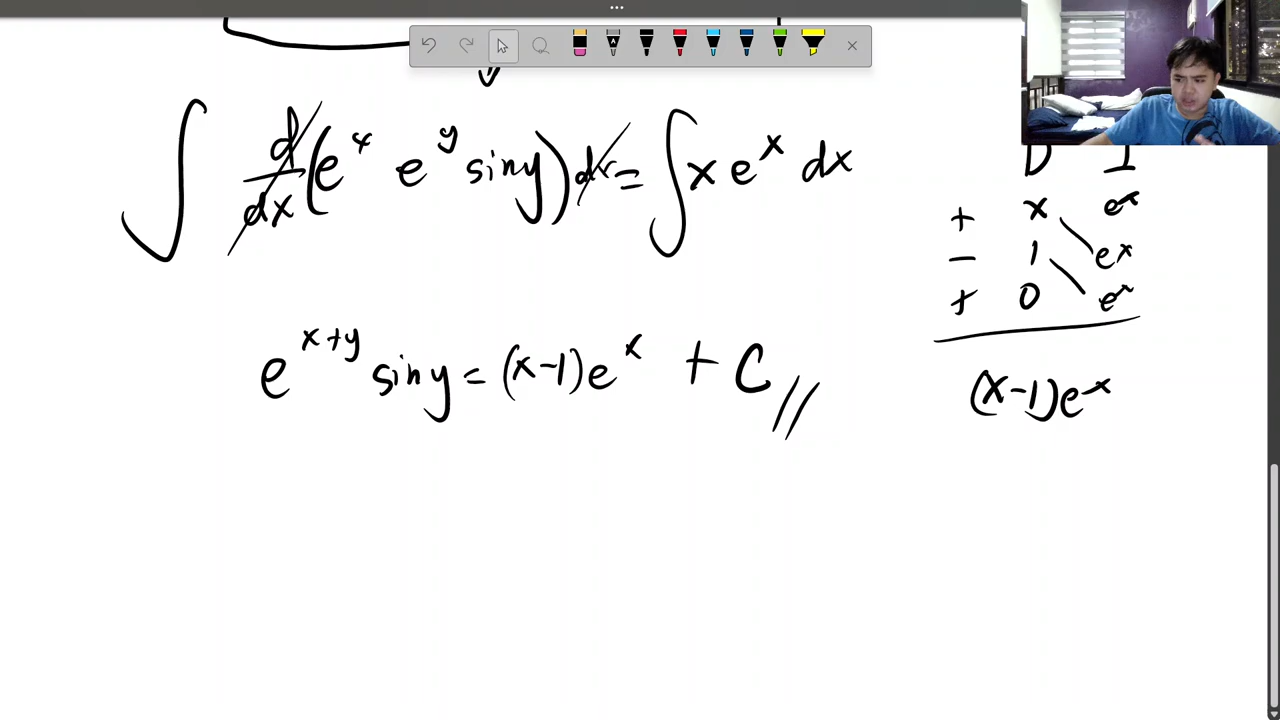 ∫ d/dx (e^x e^y sin y) dx = ∫ x e^x dx
D I
+ x e^x
− 1 e^x
+ 0 e^x
e^{x+y} sin y = (x-1)e^x + C //
(x-1)e^x